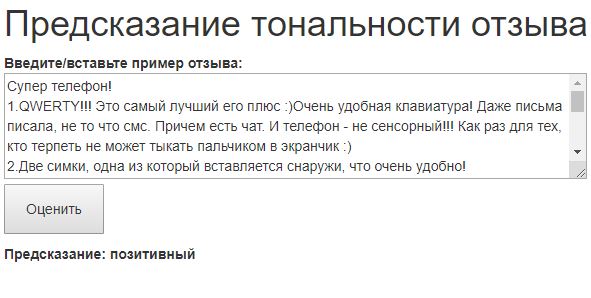 Предсказание тональности отзыва
Введите/вставьте пример отзыва:
Супер телефон!
1.QWERTY!!! Это самый лучший его плюс :)Очень удобная клавиатура! Даже письма
писала, не то что смс. Причем есть чат. И телефон - не сенсорный!!! Как раз для тех,
кто терпеть не может тыкать пальчиком в экранчик :)
2.Две симки, одна из который вставляется снаружи, что очень удобно!
Оценить
Предсказание: позитивный